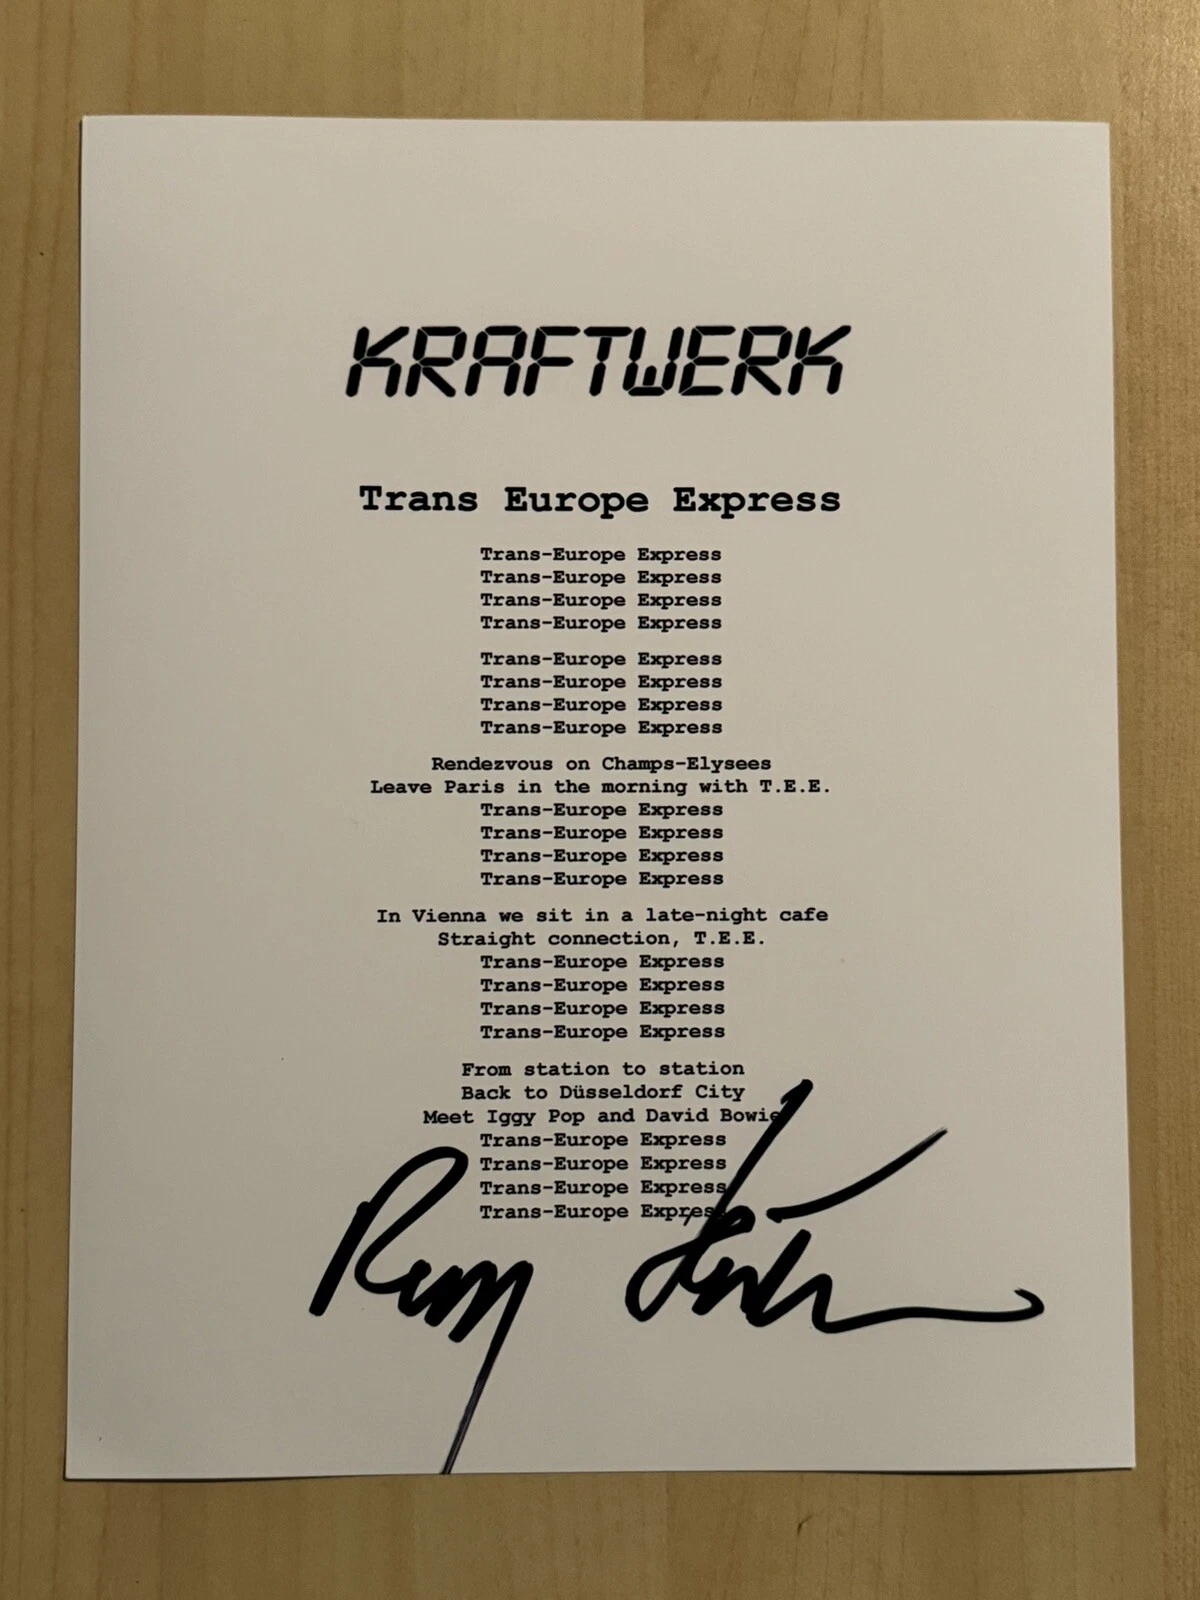 KRAFTWERK
Trans Europe Express
Trans-Europe Express
Trans-Europe Express
Trans-Europe Express
Trans-Europe Express
Trans-Europe Express
Trans-Europe Express
Trans-Europe Express
Trans-Europe Express
Rendezvous on Champs-Elysees
Leave Paris in the morning with T.E.E.
Trans-Europe Express
Trans-Europe Express
Trans-Europe Express
Trans-Europe Express
In Vienna we sit in a late-night cafe
Straight connection, T.E.E.
Trans-Europe Express
Trans-Europe Express
Trans-Europe Express
Trans-Europe Express
From station to station
Back to Düsseldorf City
Meet Iggy Pop and David Bowie
Trans-Europe Express
Trans-Europe Express
Trans-Europe Express
Trans-Europe Express